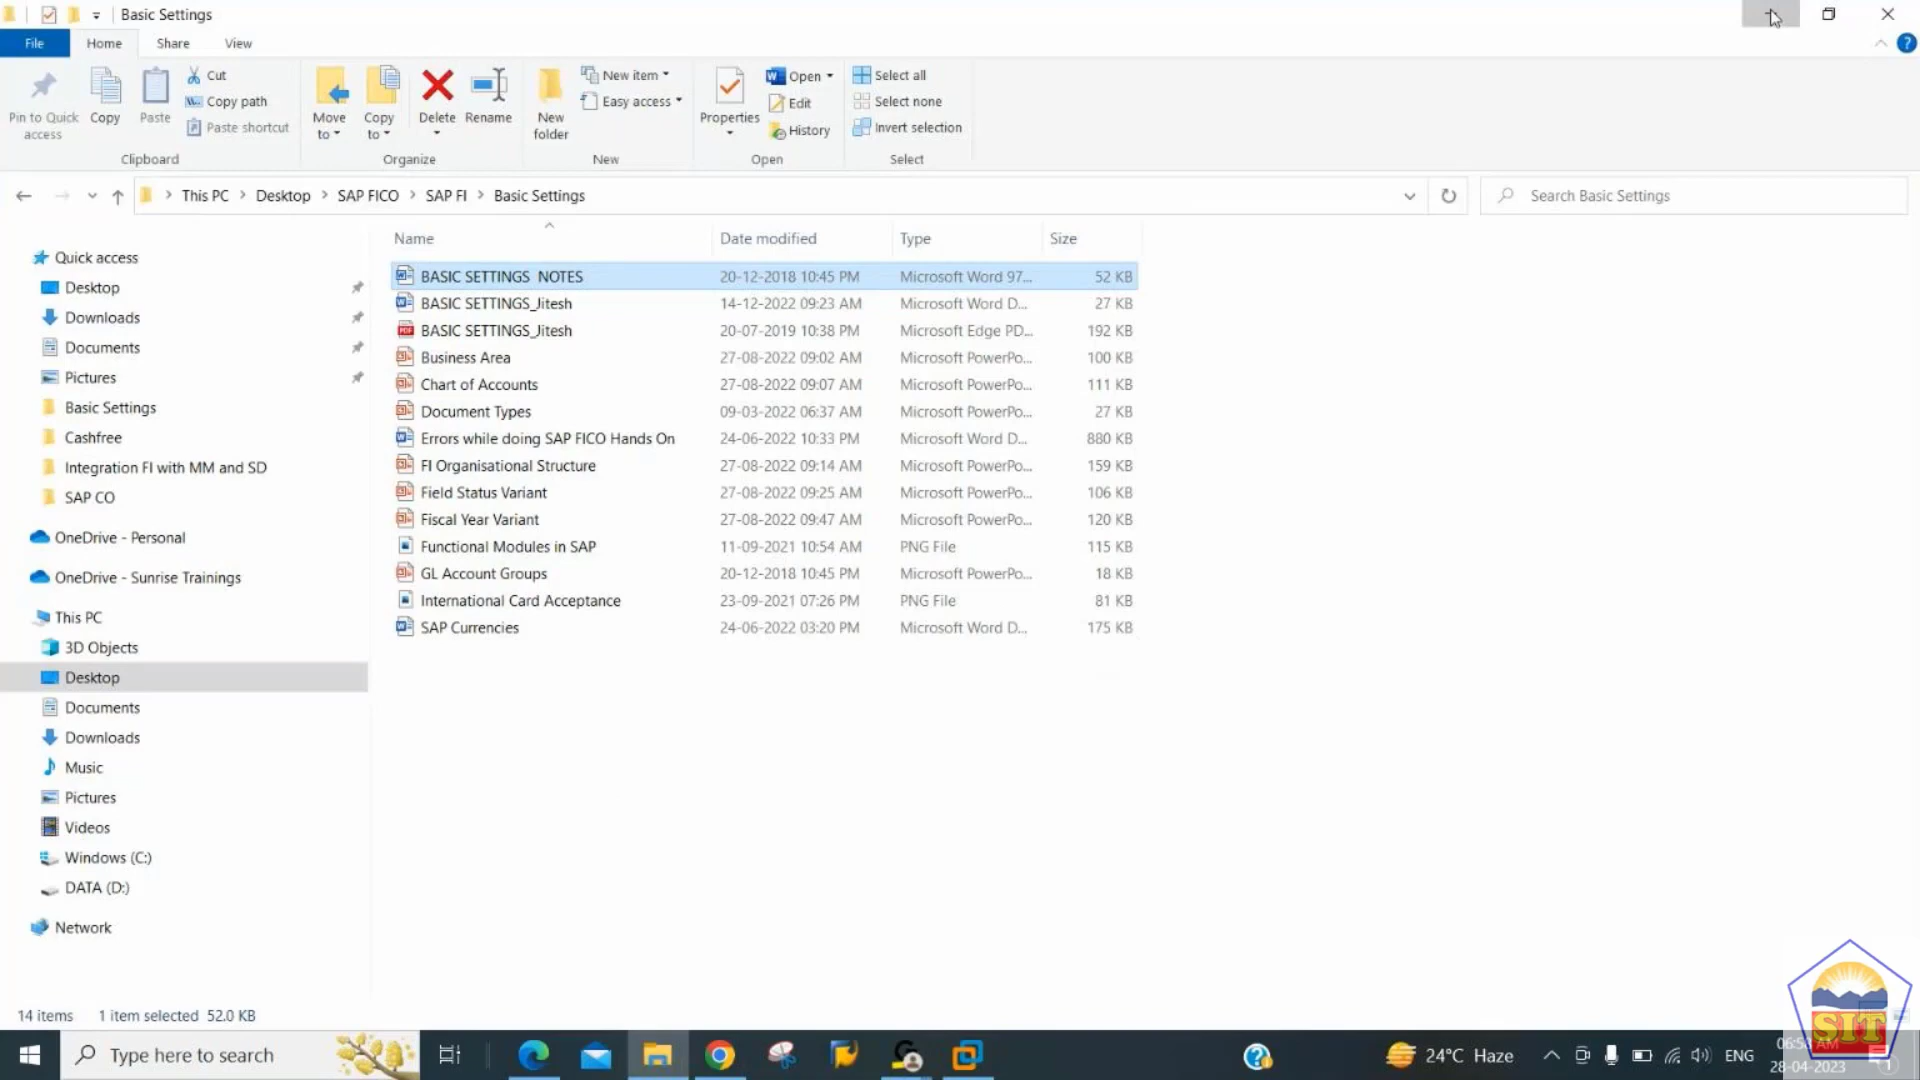 Basic Settings
File Home Share View
Pin to Quick access
Copy
Paste
Cut
Copy path
Paste shortcut
Clipboard
Move to
Copy to
Delete
Rename
Organize
New folder
New item
Easy access
New
Properties
Open
Edit
History
Open
Select all
Select none
Invert selection
Select
This PC > Desktop > SAP FICO > SAP FI > Basic Settings
Search Basic Settings
Quick access
Desktop
Downloads
Documents
Pictures
Basic Settings
Cashfree
Integration FI with MM and SD
SAP CO
OneDrive - Personal
OneDrive - Sunrise Trainings
This PC
3D Objects
Desktop
Documents
Downloads
Music
Pictures
Videos
Windows (C:)
DATA (D:)
Network
Name Date modified Type Size
BASIC SETTINGS NOTES 20-12-2018 10:45 PM Microsoft Word 97... 52 KB
BASIC SETTINGS_Jitesh 14-12-2022 09:23 AM Microsoft Word D... 27 KB
BASIC SETTINGS_Jitesh 20-07-2019 10:38 PM Microsoft Edge PD... 192 KB
Business Area 27-08-2022 09:02 AM Microsoft PowerPo... 100 KB
Chart of Accounts 27-08-2022 09:07 AM Microsoft PowerPo... 111 KB
Document Types 09-03-2022 06:37 AM Microsoft PowerPo... 27 KB
Errors while doing SAP FICO Hands On 24-06-2022 10:33 PM Microsoft Word D... 880 KB
FI Organisational Structure 27-08-2022 09:14 AM Microsoft PowerPo... 159 KB
Field Status Variant 27-08-2022 09:25 AM Microsoft PowerPo... 106 KB
Fiscal Year Variant 27-08-2022 09:47 AM Microsoft PowerPo... 120 KB
Functional Modules in SAP 11-09-2021 10:54 AM PNG File 115 KB
GL Account Groups 20-12-2018 10:45 PM Microsoft PowerPo... 18 KB
International Card Acceptance 23-09-2021 07:26 PM PNG File 81 KB
SAP Currencies 24-06-2022 03:20 PM Microsoft Word D... 175 KB
14 items 1 item selected 52.0 KB
SIT
Type here to search
24°C Haze
ENG
28-04-2023